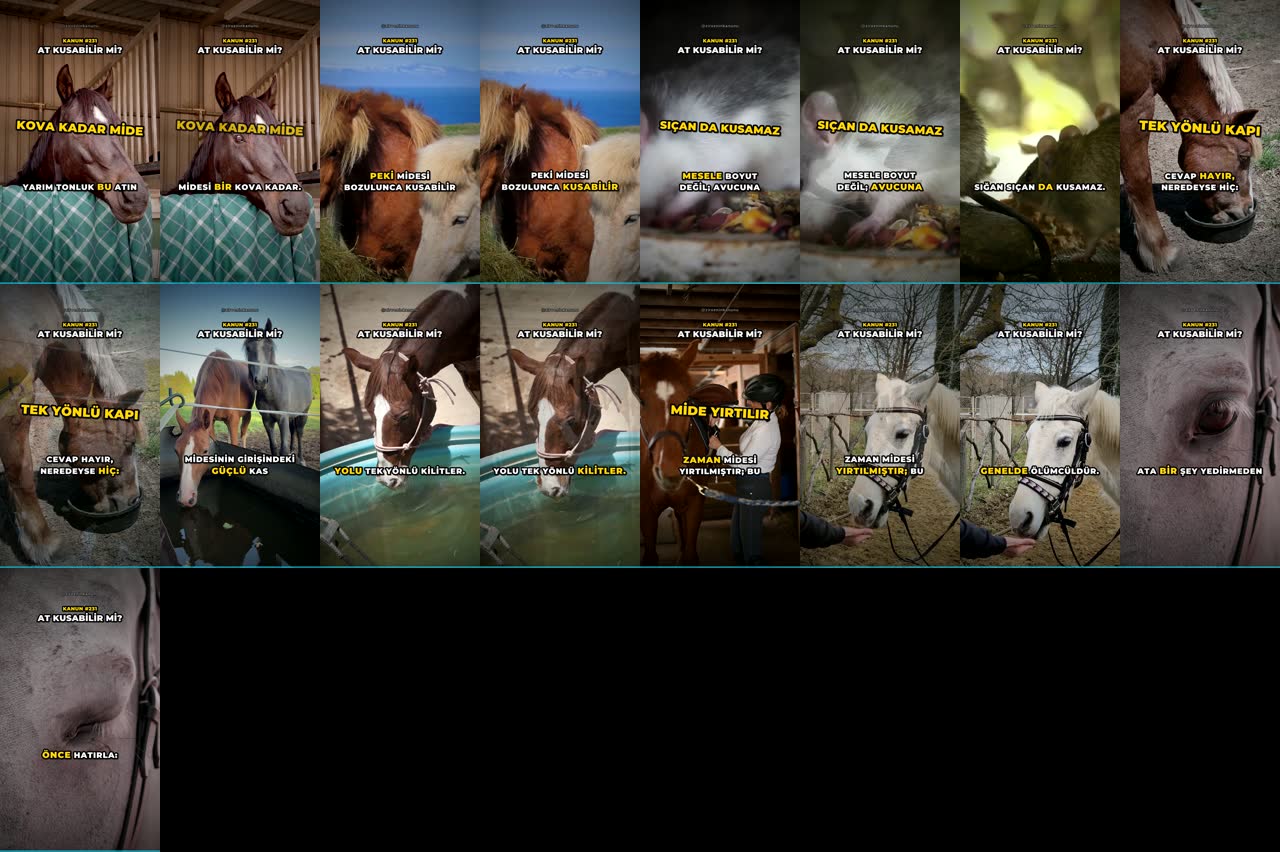 KANUN #231
AT KUSABİLİR Mİ?
KOVA KADAR MİDE
YARIM TONLUK BU ATIN
KANUN #231
AT KUSABİLİR Mİ?
KOVA KADAR MİDE
MİDESİ BİR KOVA KADAR.
KANUN #231
AT KUSABİLİR Mİ?
PEKİ MİDESİ
BOZULUNCA KUSABİLİR
KANUN #231
AT KUSABİLİR Mİ?
PEKİ MİDESİ
BOZULUNCA KUSABİLİR
KANUN #231
AT KUSABİLİR Mİ?
SIÇAN DA KUSAMAZ
MESELE BOYUT
DEĞİL; AVUCUNA
KANUN #231
AT KUSABİLİR Mİ?
SIÇAN DA KUSAMAZ
MESELE BOYUT
DEĞİL; AVUCUNA
KANUN #231
AT KUSABİLİR Mİ?
SIĞAN SIÇAN DA KUSAMAZ.
KANUN #231
AT KUSABİLİR Mİ?
TEK YÖNLÜ KAPI
CEVAP HAYIR,
NEREDEYSE HİÇ:
KANUN #231
AT KUSABİLİR Mİ?
TEK YÖNLÜ KAPI
CEVAP HAYIR,
NEREDEYSE HİÇ:
KANUN #231
AT KUSABİLİR Mİ?
MİDESİNİN GİRİŞİNDEKİ
GÜÇLÜ KAS
KANUN #231
AT KUSABİLİR Mİ?
YOLU TEK YÖNLÜ KİLİTLER.
KANUN #231
AT KUSABİLİR Mİ?
YOLU TEK YÖNLÜ KİLİTLER.
KANUN #231
AT KUSABİLİR Mİ?
MİDE YIRTILIR
ZAMAN MİDESİ
YIRTILMIŞTIR; BU
KANUN #231
AT KUSABİLİR Mİ?
ZAMAN MİDESİ
YIRTILMIŞTIR; BU
KANUN #231
AT KUSABİLİR Mİ?
GENELDE ÖLÜMCÜLDÜR.
KANUN #231
AT KUSABİLİR Mİ?
ATA BİR ŞEY YEDİRMEDEN
KANUN #231
AT KUSABİLİR Mİ?
ÖNCE HATIRLA: